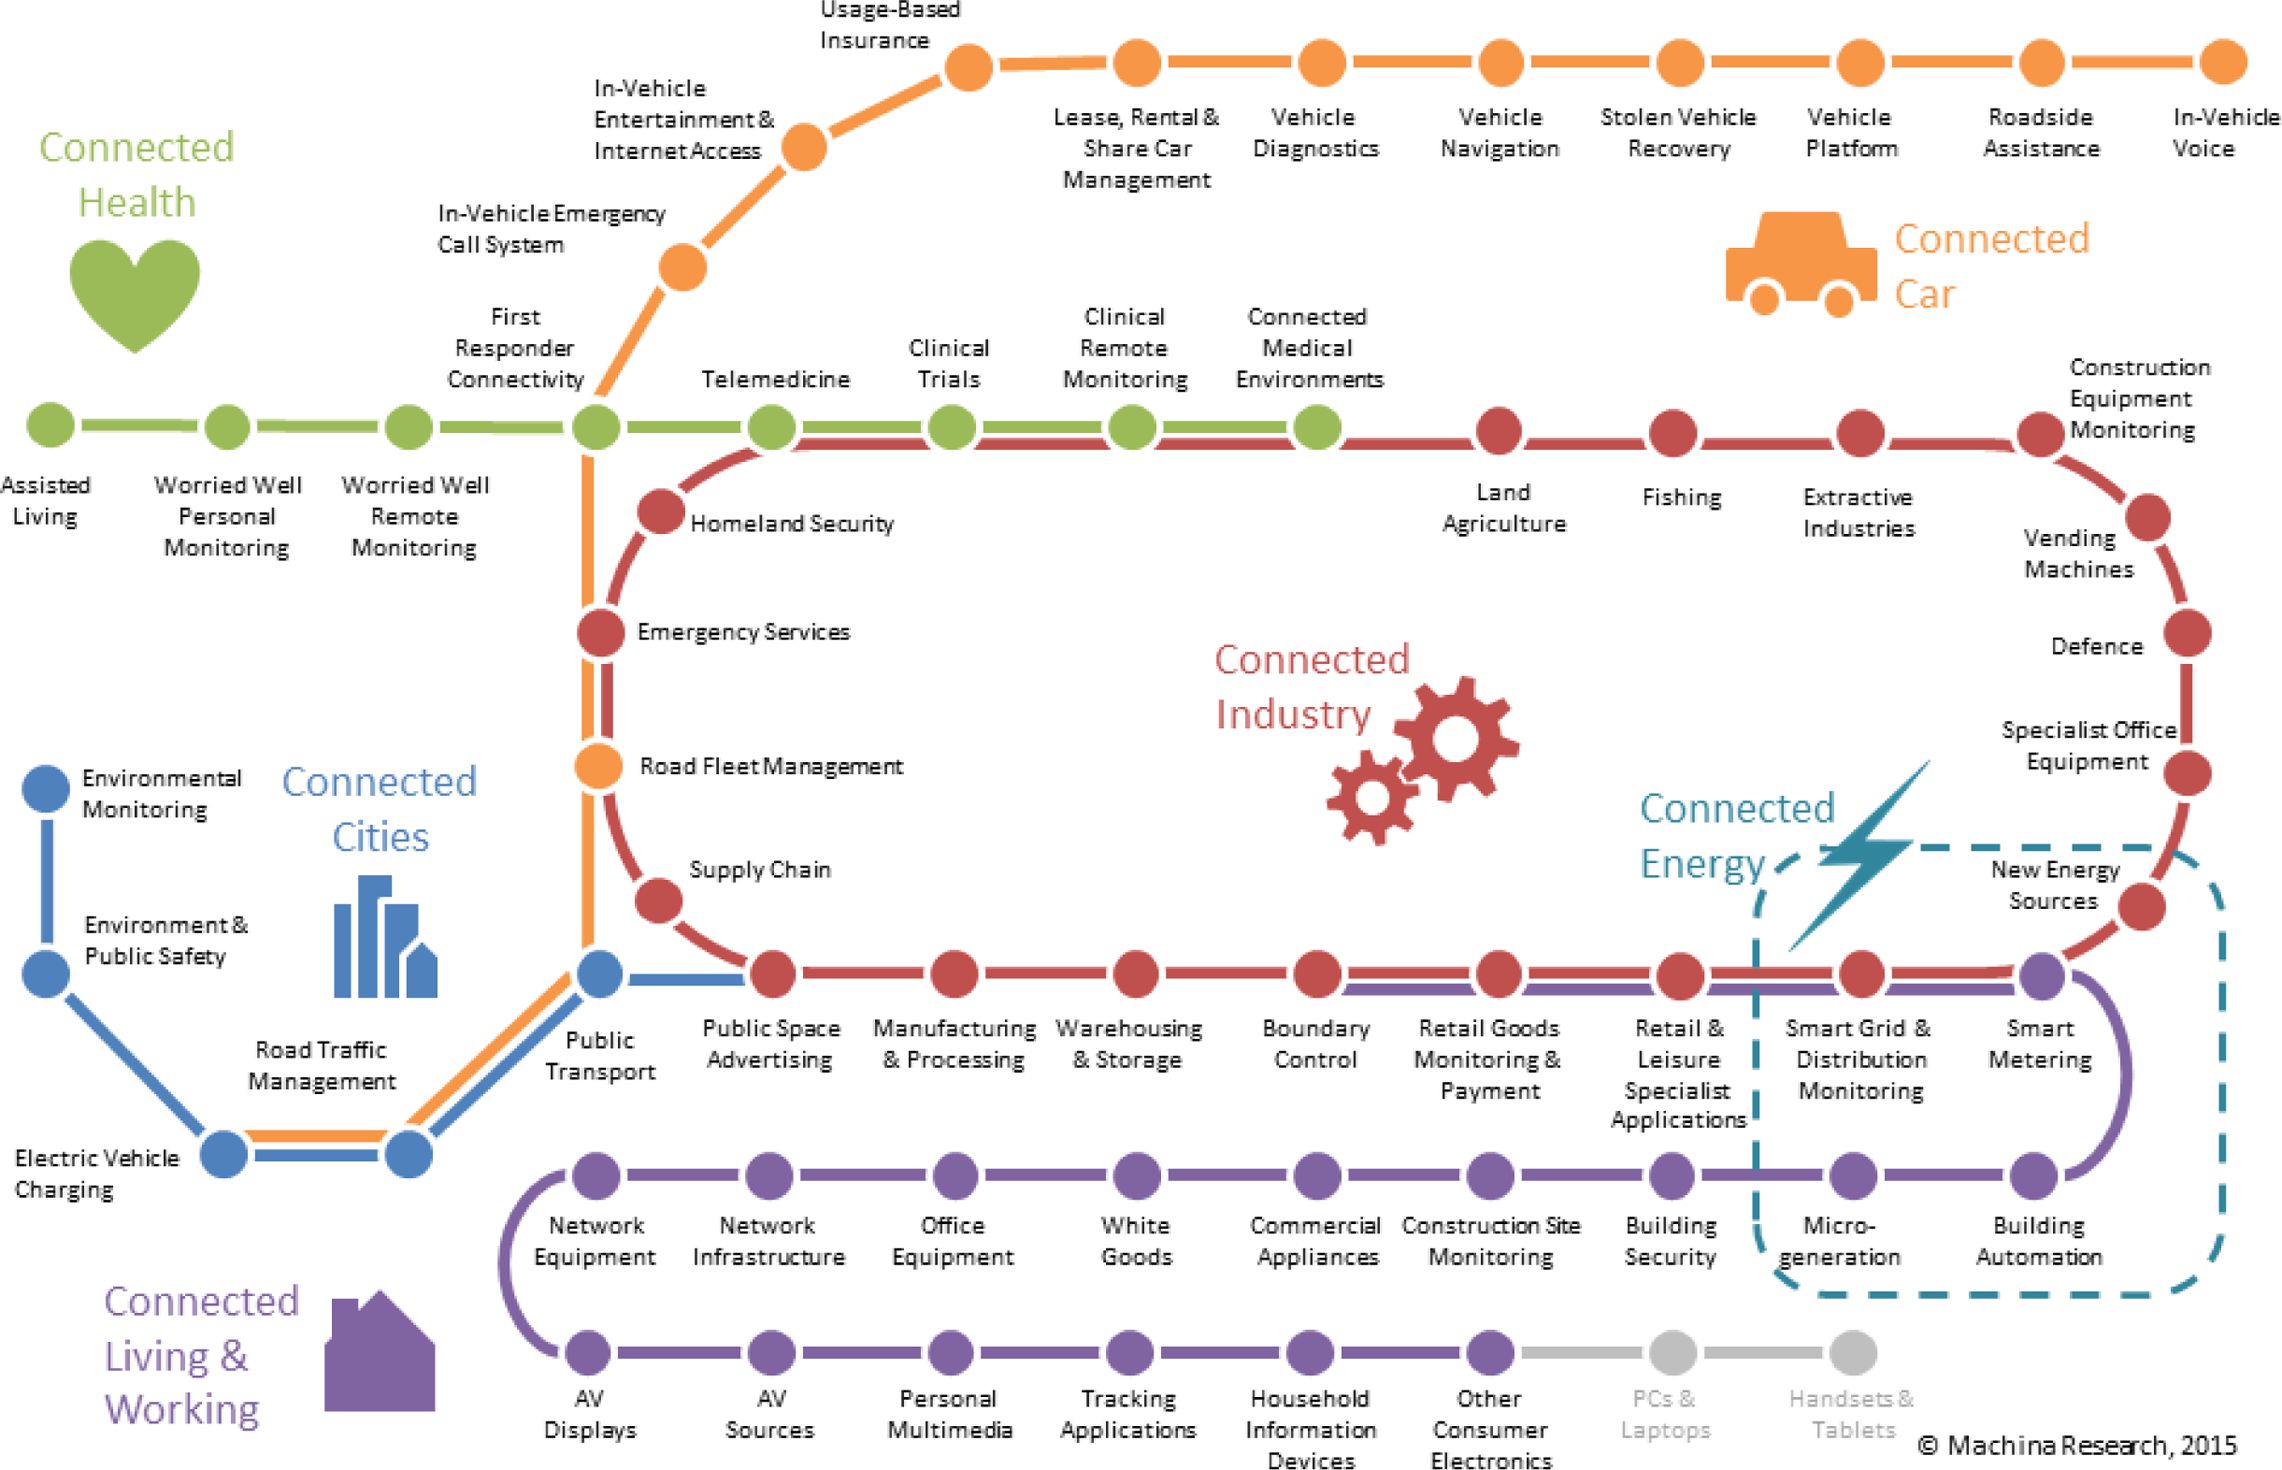 Usage-Based
Insurance
In-Vehicle
Entertainment &
Internet Access
Lease, Rental &
Share Car
Management
Vehicle
Diagnostics
Vehicle
Navigation
Stolen Vehicle
Recovery
Vehicle
Platform
Roadside
Assistance
In-Vehicle
Voice
Connected
Health
In-Vehicle Emergency
Call System
Connected
Car
First
Responder
Connectivity
Telemedicine
Clinical
Trials
Clinical
Remote
Monitoring
Connected
Medical
Environments
Construction
Equipment
Monitoring
Assisted
Living
Worried Well
Personal
Monitoring
Worried Well
Remote
Monitoring
Homeland Security
Land
Agriculture
Fishing
Extractive
Industries
Vending
Machines
Emergency Services
Defence
Connected
Industry
Specialist Office
Equipment
Road Fleet Management
Environmental
Monitoring
Connected
Cities
Connected
Energy
Supply Chain
New Energy
Sources
Environment &
Public Safety
Road Traffic
Management
Public
Transport
Public Space
Advertising
Manufacturing
& Processing
Warehousing
& Storage
Boundary
Control
Retail Goods
Monitoring &
Payment
Retail &
Leisure
Specialist
Applications
Smart Grid &
Distribution
Monitoring
Smart
Metering
Electric Vehicle
Charging
Network
Equipment
Network
Infrastructure
Office
Equipment
White
Goods
Commercial
Appliances
Construction Site
Monitoring
Building
Security
Micro-
generation
Building
Automation
Connected
Living &
Working
AV
Displays
AV
Sources
Personal
Multimedia
Tracking
Applications
Household
Information
Devices
Other
Consumer
Electronics
PCs &
Laptops
Handsets &
Tablets
© Machina Research, 2015